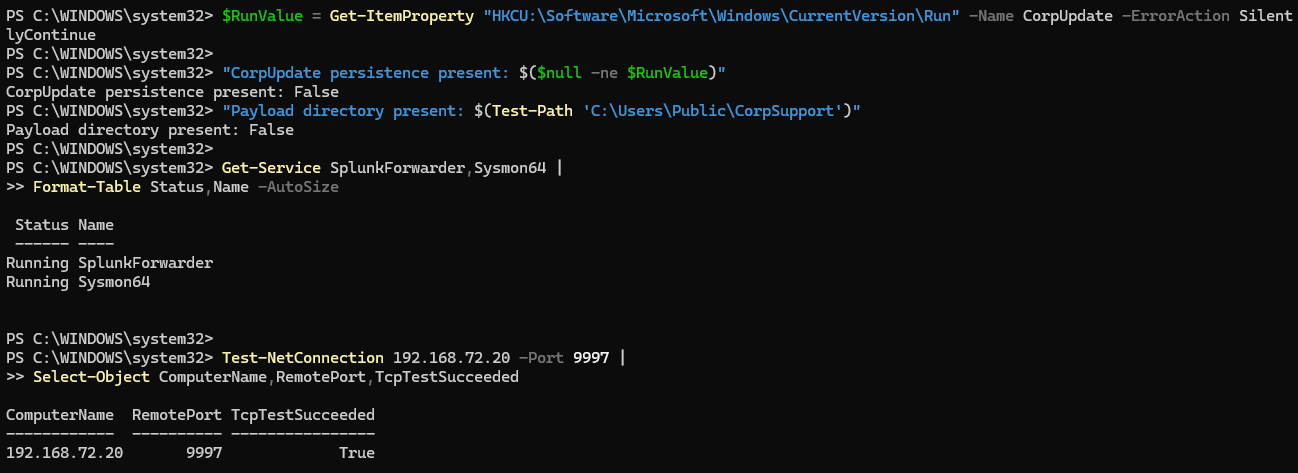 PS C:\WINDOWS\system32> $RunValue = Get-ItemProperty "HKCU:\Software\Microsoft\Windows\CurrentVersion\Run" -Name CorpUpdate -ErrorAction Silent
lyContinue
PS C:\WINDOWS\system32>
PS C:\WINDOWS\system32> "CorpUpdate persistence present: $($null -ne $RunValue)"
CorpUpdate persistence present: False
PS C:\WINDOWS\system32> "Payload directory present: $(Test-Path 'C:\Users\Public\CorpSupport')"
Payload directory present: False
PS C:\WINDOWS\system32>
PS C:\WINDOWS\system32> Get-Service SplunkForwarder,Sysmon64 |
>> Format-Table Status,Name -AutoSize
Status Name
------ ----
Running SplunkForwarder
Running Sysmon64
PS C:\WINDOWS\system32>
PS C:\WINDOWS\system32> Test-NetConnection 192.168.72.20 -Port 9997 |
>> Select-Object ComputerName,RemotePort,TcpTestSucceeded
ComputerName  RemotePort TcpTestSucceeded
------------  ---------- ----------------
192.168.72.20       9997             True